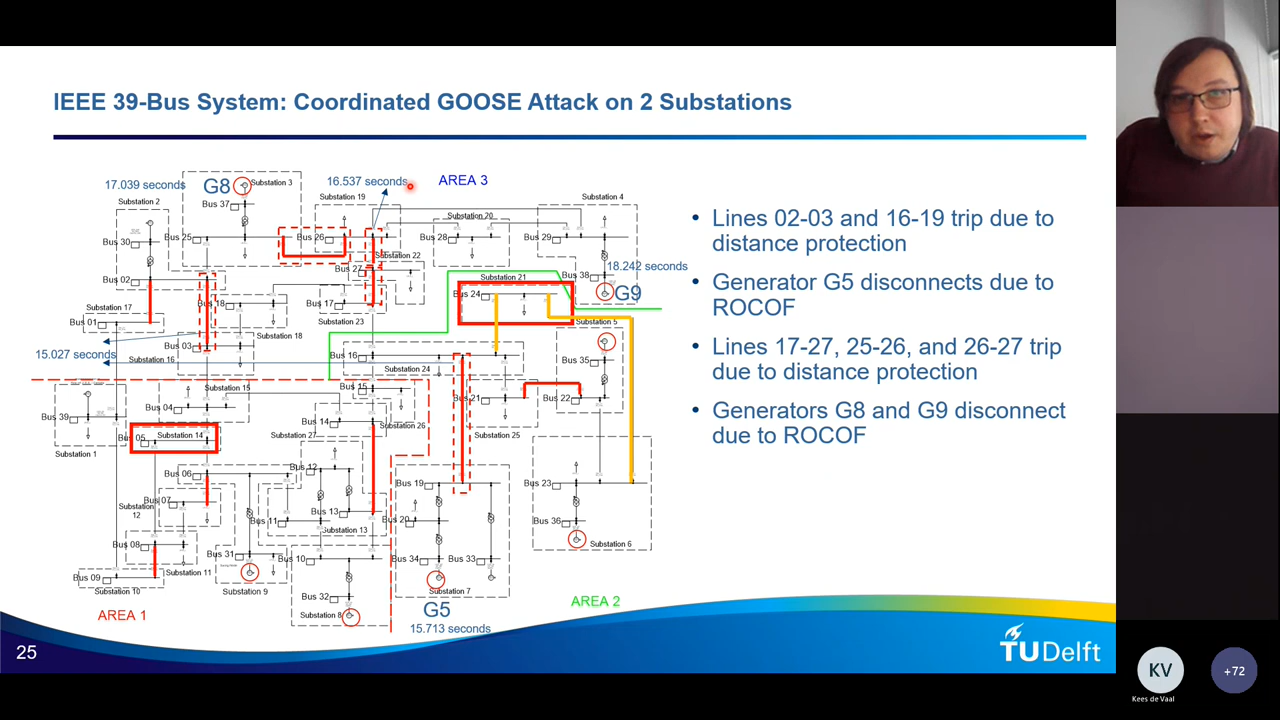 IEEE 39-Bus System: Coordinated GOOSE Attack on 2 Substations
17.039 seconds
G8
Substation 3
16.537 seconds
AREA 3
Substation 2
Substation 19
Substation 4
Bus 37
Substation 20
Bus 30
Bus 25
Bus 26
Bus 28
Bus 29
Substation 22
Bus 27
Bus 02
Bus 38
18.242 seconds
Substation 21
G9
Bus 24
Substation 17
Bus 18
Bus 17
Bus 01
Substation 23
Substation 5
Substation 18
Bus 03
15.027 seconds
Substation 16
Bus 16
Substation 24
Bus 35
Substation 15
Bus 15
Bus 04
Bus 21
Bus 22
Bus 39
Bus 14
Substation 26
Bus 05
Substation 14
Substation 27
Substation 25
Substation 1
Bus 12
Bus 06
Bus 19
Bus 23
Bus 07
Substation 12
Bus 13
Bus 11
Bus 20
Bus 36
Substation 13
Bus 08
Substation 6
Bus 31
Bus 10
Bus 34
Bus 33
Substation 11
Bus 09
Substation 10
Substation 9
Substation 7
Bus 32
AREA 2
AREA 1
Substation 8
G5
15.713 seconds
• Lines 02-03 and 16-19 trip due to
distance protection
• Generator G5 disconnects due to
ROCOF
• Lines 17-27, 25-26, and 26-27 trip
due to distance protection
• Generators G8 and G9 disconnect
due to ROCOF
25
TUDelft
KV
Kees de Vaal
+72